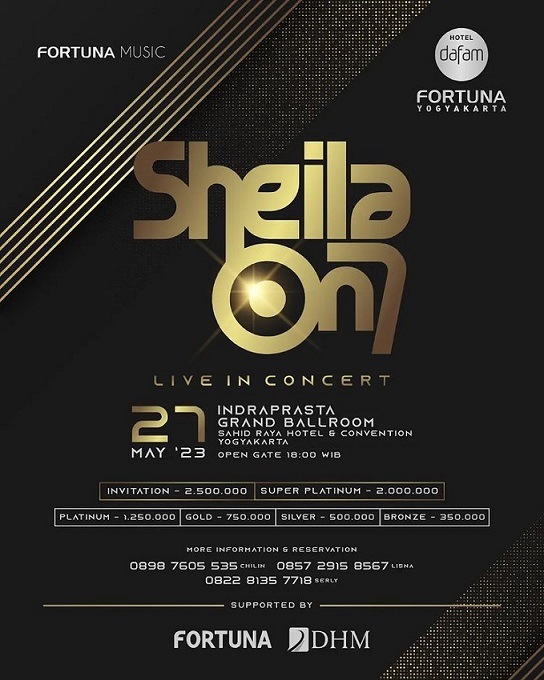 FORTUNA MUSIC
HOTEL
dafam
FORTUNA
YOGYAKARTA
Sheila
On7
LIVE IN CONCERT
27
MAY '23
INDRAPRASTA
GRAND BALLROOM
SAHID RAYA HOTEL & CONVENTION
YOGYAKARTA
OPEN GATE 18:00 WIB
INVITATION - 2.500.000 SUPER PLATINUM - 2.000.000
PLATINUM - 1.250.000 GOLD - 750.000 SILVER - 500.000 BRONZE - 350.000
MORE INFORMATION & RESERVATION
0898 7605 535 CHILIN 0857 2915 8567 LISNA
0822 8135 7718 SERLY
SUPPORTED BY
FORTUNA DHM